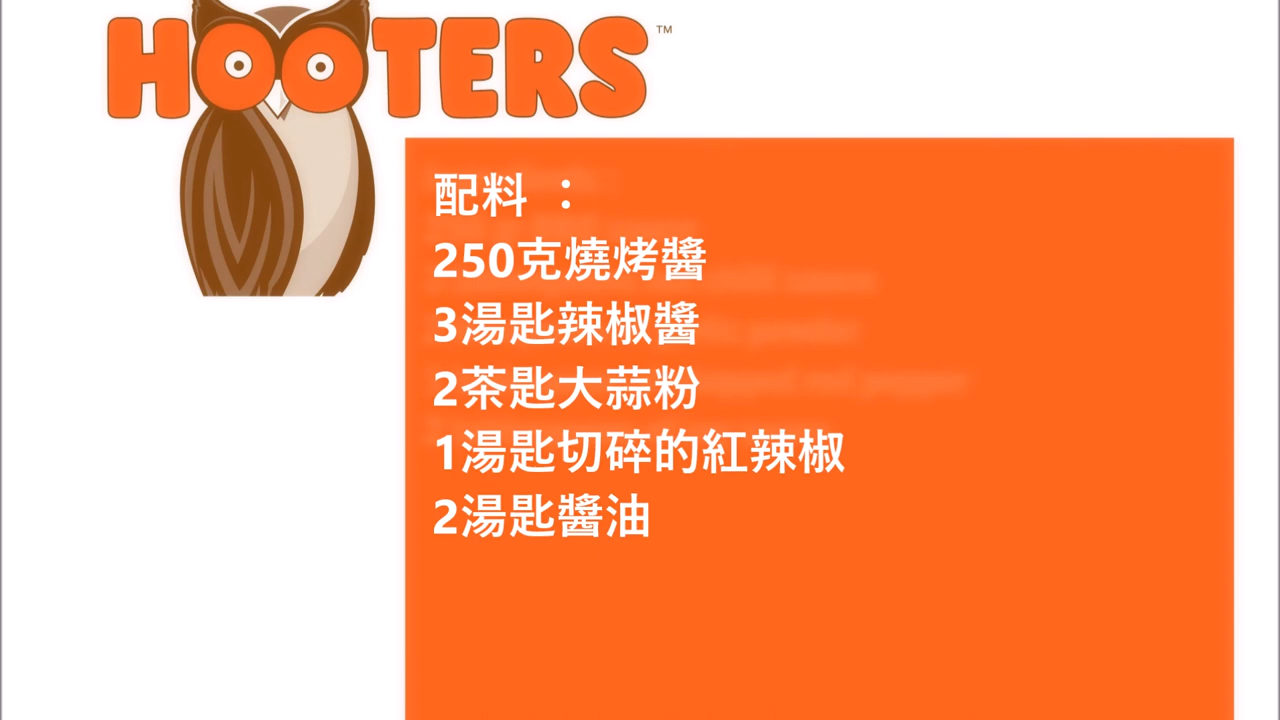 HOOTERS™
配料 ：
250克燒烤醬
3湯匙辣椒醬
2茶匙大蒜粉
1湯匙切碎的紅辣椒
2湯匙醬油